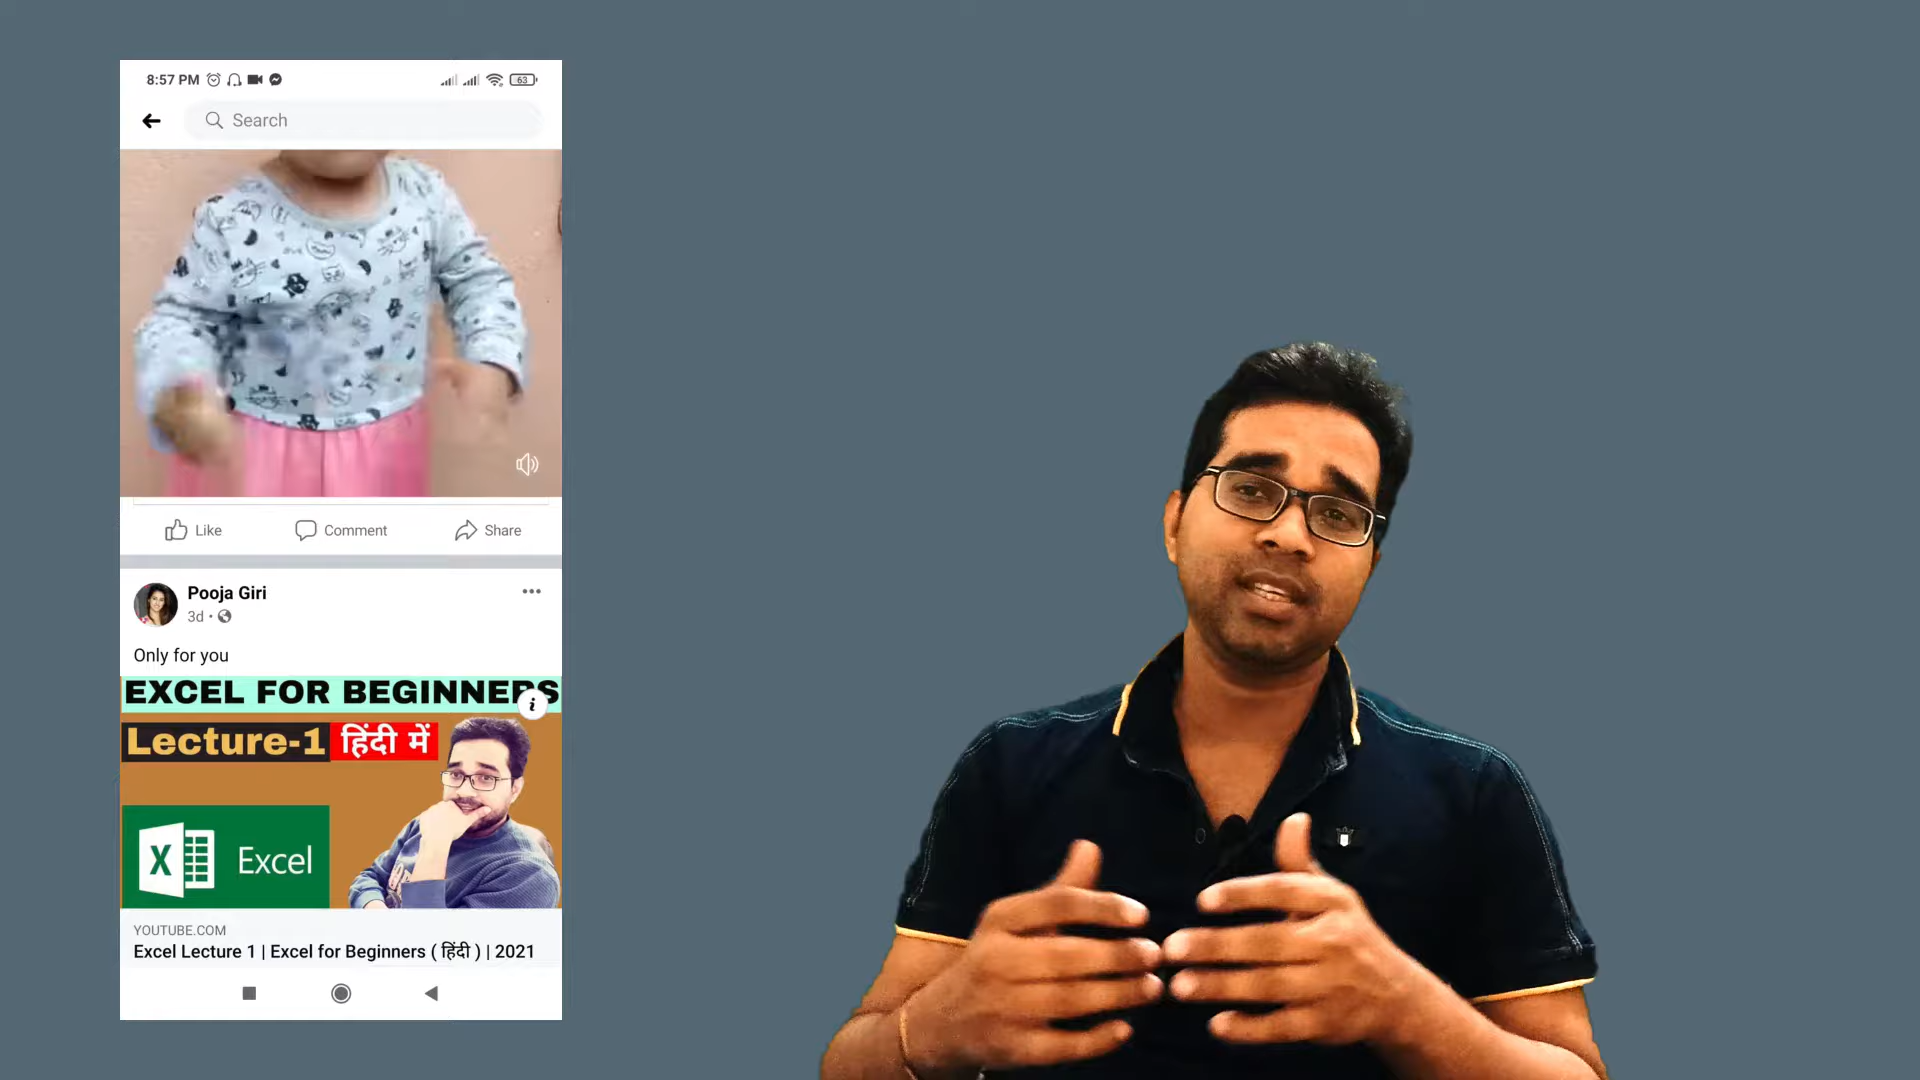 8:57 PM
63
Search
Like Comment Share
Pooja Giri
3d
Only for you
EXCEL FOR BEGINNERS
Lecture-1 हिंदी में
i
X Excel
YOUTUBE.COM
Excel Lecture 1 | Excel for Beginners ( हिंदी ) | 2021